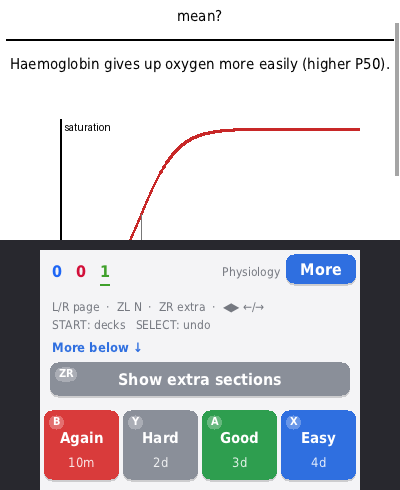 mean?
Haemoglobin gives up oxygen more easily (higher P50).
saturation
0 0 1
Physiology
More
L/R page · ZL N · ZR extra · ◀▶ ←/→
START: decks SELECT: undo
More below ↓
ZR
Show extra sections
B
Again
10m
Y
Hard
2d
A
Good
3d
X
Easy
4d